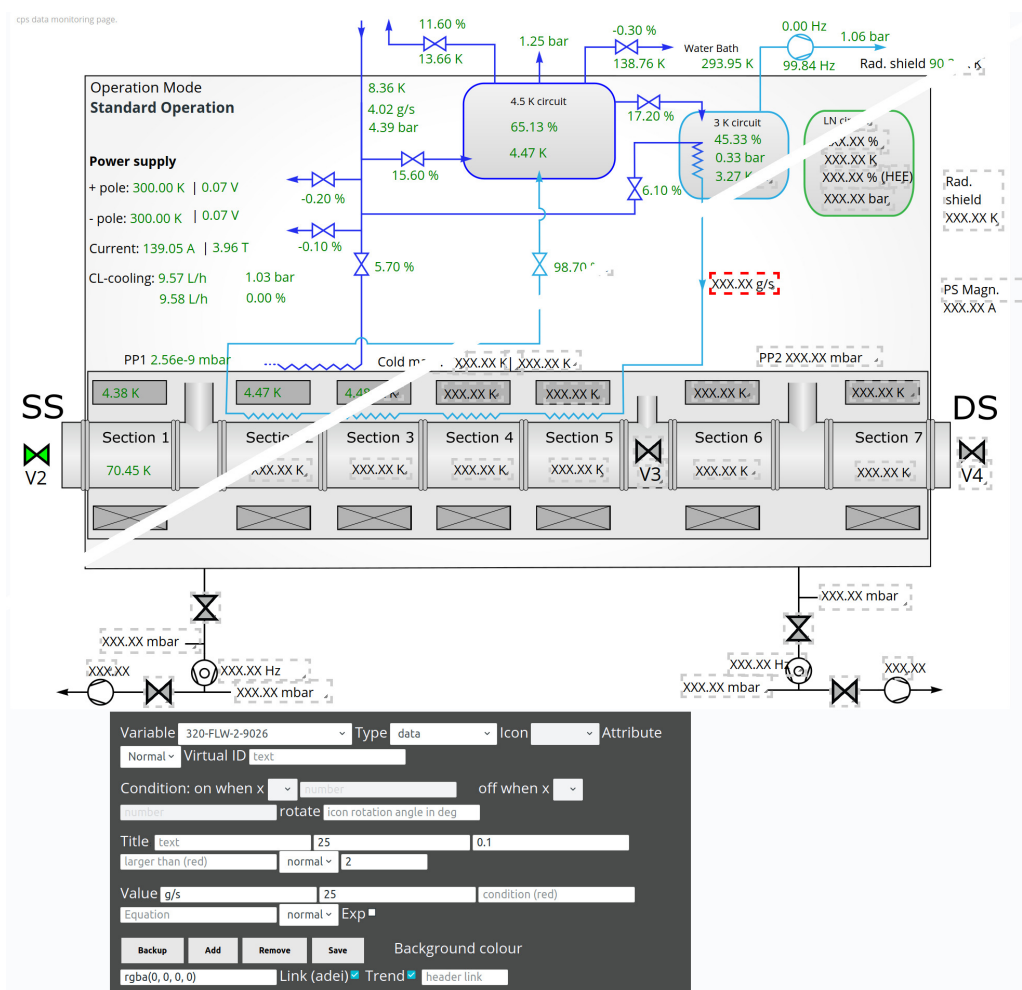 cps data monitoring page.
11.60 %
13.66 K
1.25 bar
-0.30 %
138.76 K
Water Bath
293.95 K
0.00 Hz
99.84 Hz
1.06 bar
Rad. shield 90
K
Operation Mode
Standard Operation
8.36 K
4.02 g/s
4.39 bar
4.5 K circuit
65.13 %
4.47 K
17.20 %
3 K circuit
45.33 %
0.33 bar
3.27 K
LN
XX.XX %
XXX.XX K
XXX.XX % (HEE)
XXX.XX bar
Power supply
+ pole: 300.00 K | 0.07 V
- pole: 300.00 K | 0.07 V
Current: 139.05 A | 3.96 T
CL-cooling: 9.57 L/h 1.03 bar
9.58 L/h 0.00 %
15.60 %
-0.20 %
-0.10 %
6.10 %
5.70 %
98.70
Rad.
shield
XXX.XX K
XXX.XX g/s
PS Magn.
XXX.XX A
PP1 2.56e-9 mbar
Cold
XXX.XX K | XXX.XX K
PP2 XXX.XX mbar
4.38 K
4.47 K
XXX.XX K
XXX.XX K
XXX.XX K
XXX.XX K
SS
DS
Section 1
Section 3
Section 4
Section 5
Section 6
Section 7
70.45 K
XXX.XX K
XXX.XX K
XXX.XX K
XXX.XX K
XXX.XX K
XXX.XX K
V2
V3
V4
XXX.XX mbar
XXX.XX mbar
XXX.XX
XXX.XX Hz
XXX.XX mbar
XXX.XX Hz
XXX.XX
XXX.XX mbar
Variable 320-FLW-2-9026 Type data Icon Attribute
Normal Virtual ID text
Condition: on when x number off when x
number rotate icon rotation angle in deg
Title text 25 0.1
larger than (red) normal 2
Value g/s 25 condition (red)
Equation normal Exp
Backup Add Remove Save Background colour
rgba(0, 0, 0, 0) Link (adei) Trend header link